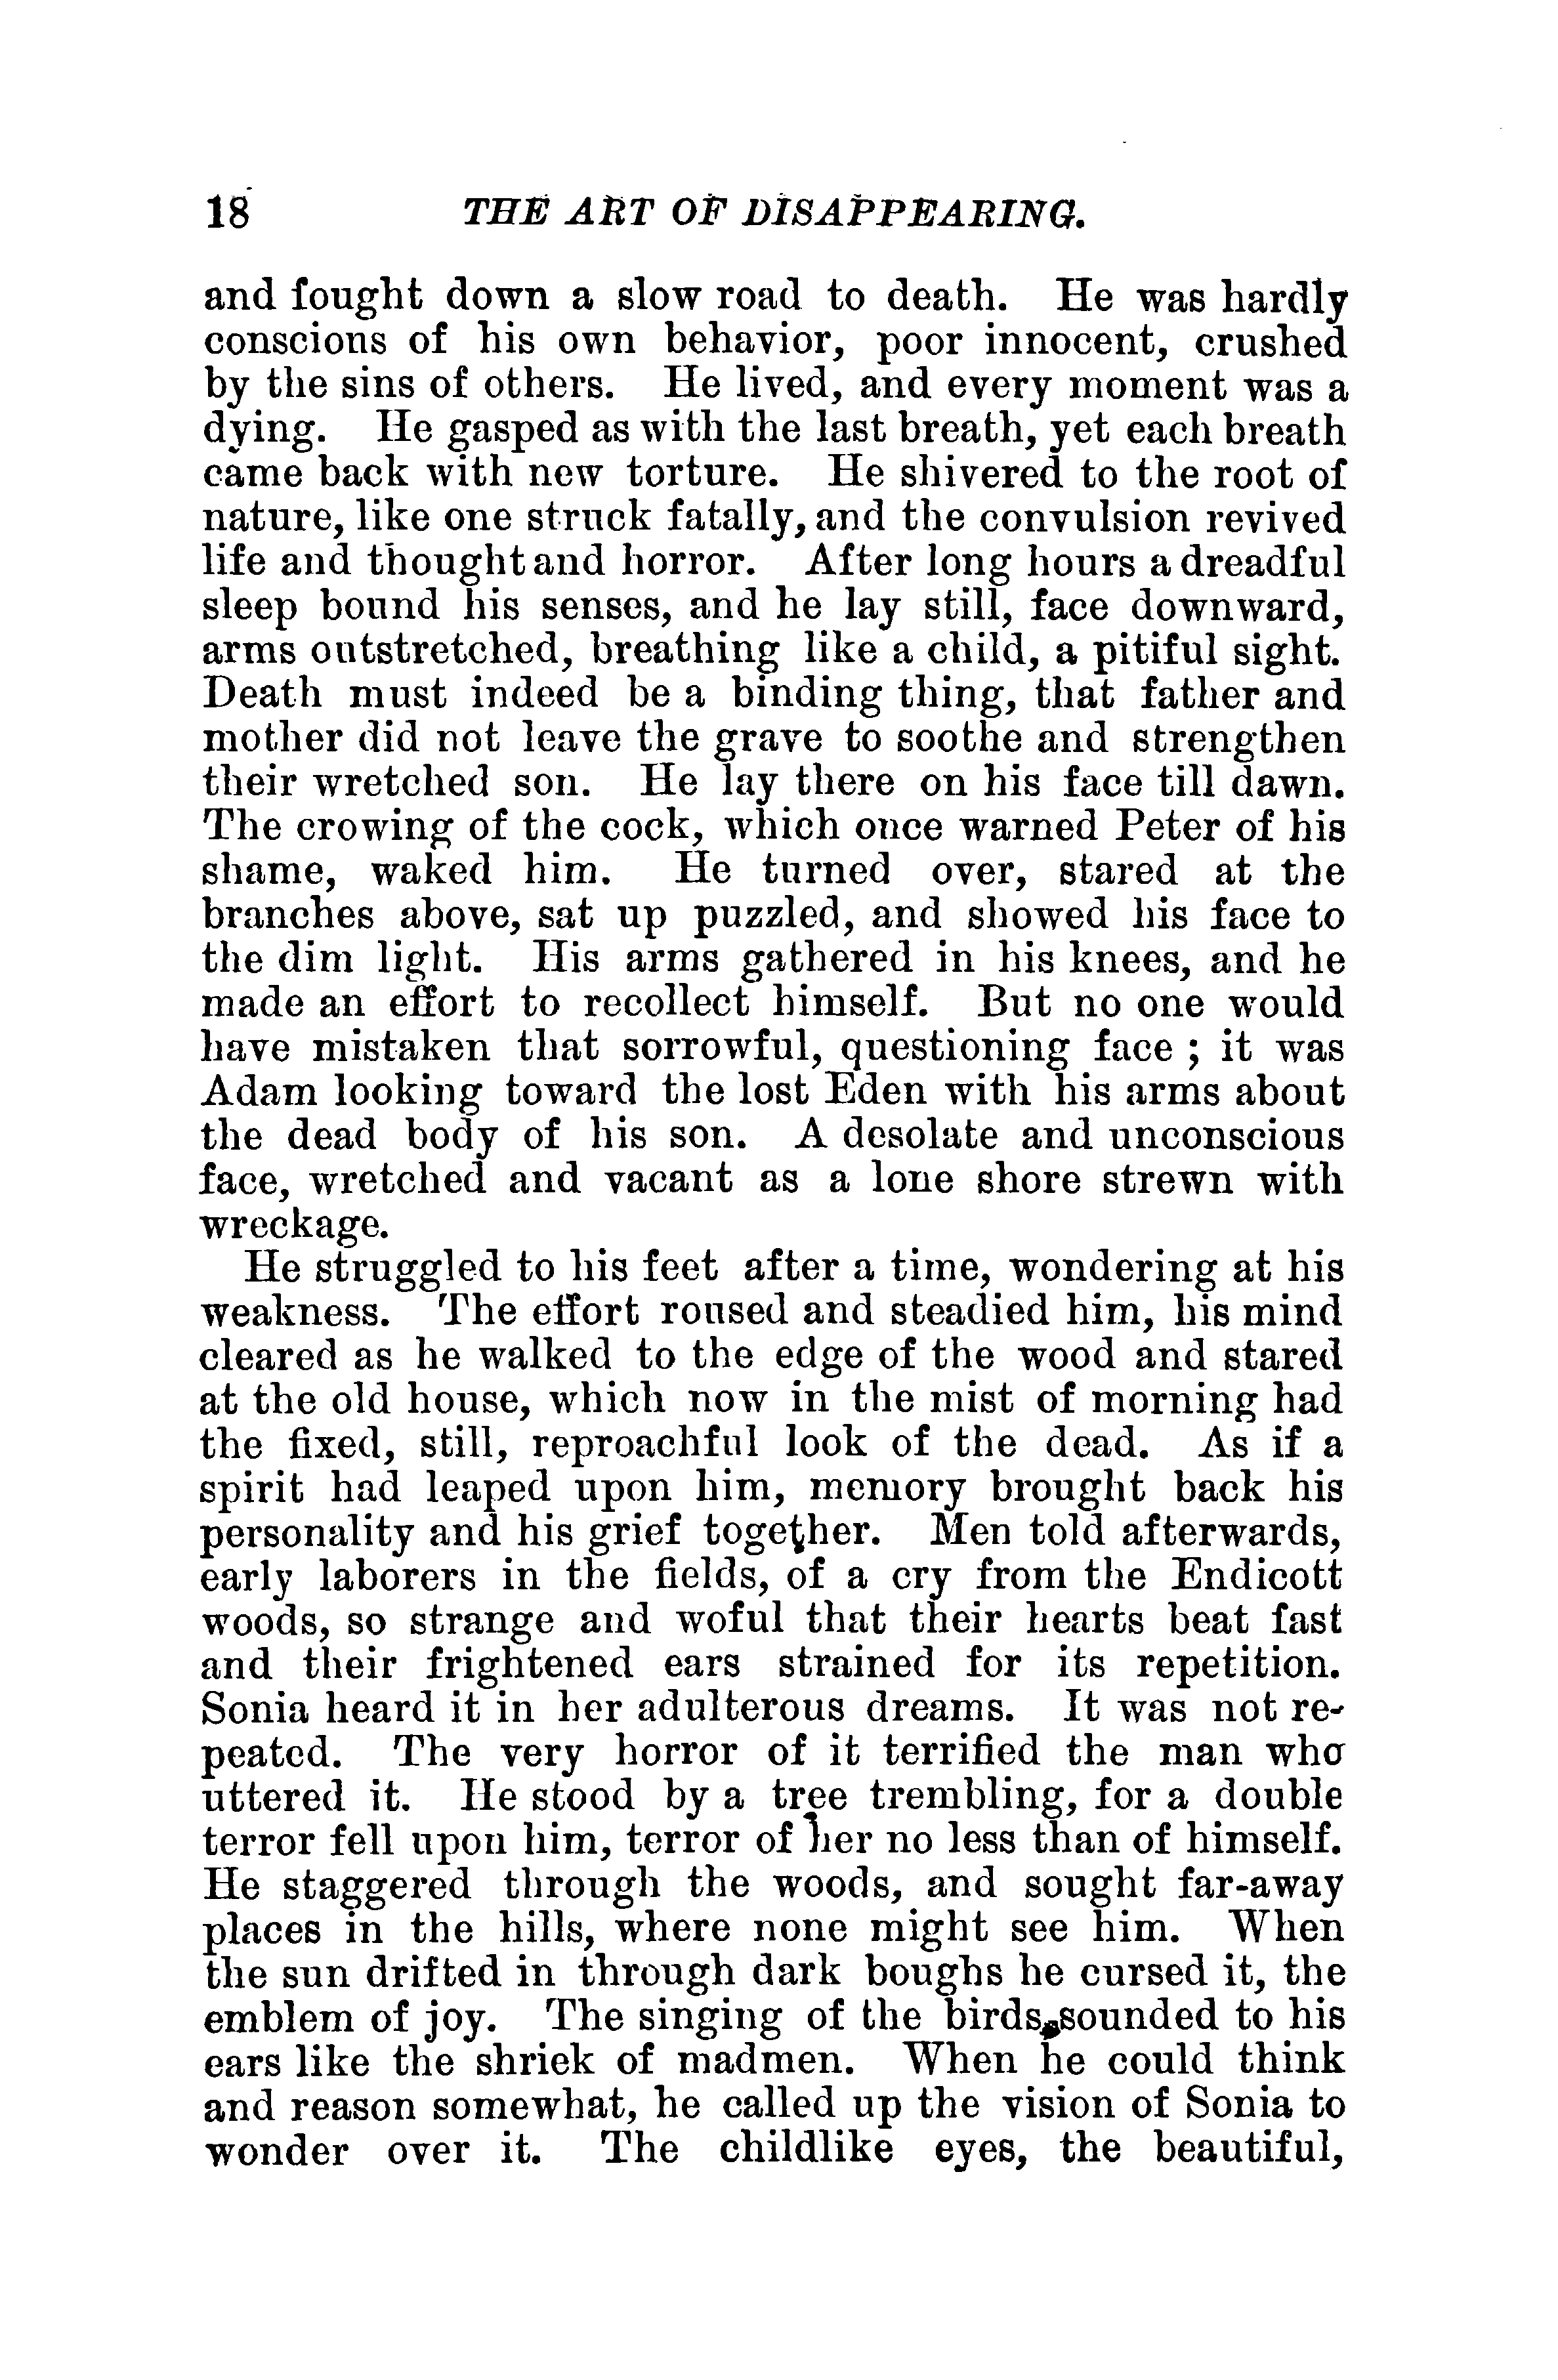 18 THE ART OF DISAPPEARING.
and fought down a slow road to death. He was hardly
conscious of his own behavior, poor innocent, crushed
by the sins of others. He lived, and every moment was a
dying. He gasped as with the last breath, yet each breath
came back with new torture. He shivered to the root of
nature, like one struck fatally, and the convulsion revived
life and thought and horror. After long hours a dreadful
sleep bound his senses, and he lay still, face downward,
arms outstretched, breathing like a child, a pitiful sight.
Death must indeed be a binding thing, that father and
mother did not leave the grave to soothe and strengthen
their wretched son. He lay there on his face till dawn.
The crowing of the cock, which once warned Peter of his
shame, waked him. He turned over, stared at the
branches above, sat up puzzled, and showed his face to
the dim light. His arms gathered in his knees, and he
made an effort to recollect himself. But no one would
have mistaken that sorrowful, questioning face ; it was
Adam looking toward the lost Eden with his arms about
the dead body of his son. A desolate and unconscious
face, wretched and vacant as a lone shore strewn with
wreckage.
He struggled to his feet after a time, wondering at his
weakness. The effort roused and steadied him, his mind
cleared as he walked to the edge of the wood and stared
at the old house, which now in the mist of morning had
the fixed, still, reproachful look of the dead. As if a
spirit had leaped upon him, memory brought back his
personality and his grief together. Men told afterwards,
early laborers in the fields, of a cry from the Endicott
woods, so strange and woful that their hearts beat fast
and their frightened ears strained for its repetition.
Sonia heard it in her adulterous dreams. It was not re-
peated. The very horror of it terrified the man who
uttered it. He stood by a tree trembling, for a double
terror fell upon him, terror of her no less than of himself.
He staggered through the woods, and sought far-away
places in the hills, where none might see him. When
the sun drifted in through dark boughs he cursed it, the
emblem of joy. The singing of the birds sounded to his
ears like the shriek of madmen. When he could think
and reason somewhat, he called up the vision of Sonia to
wonder over it. The childlike eyes, the beautiful,